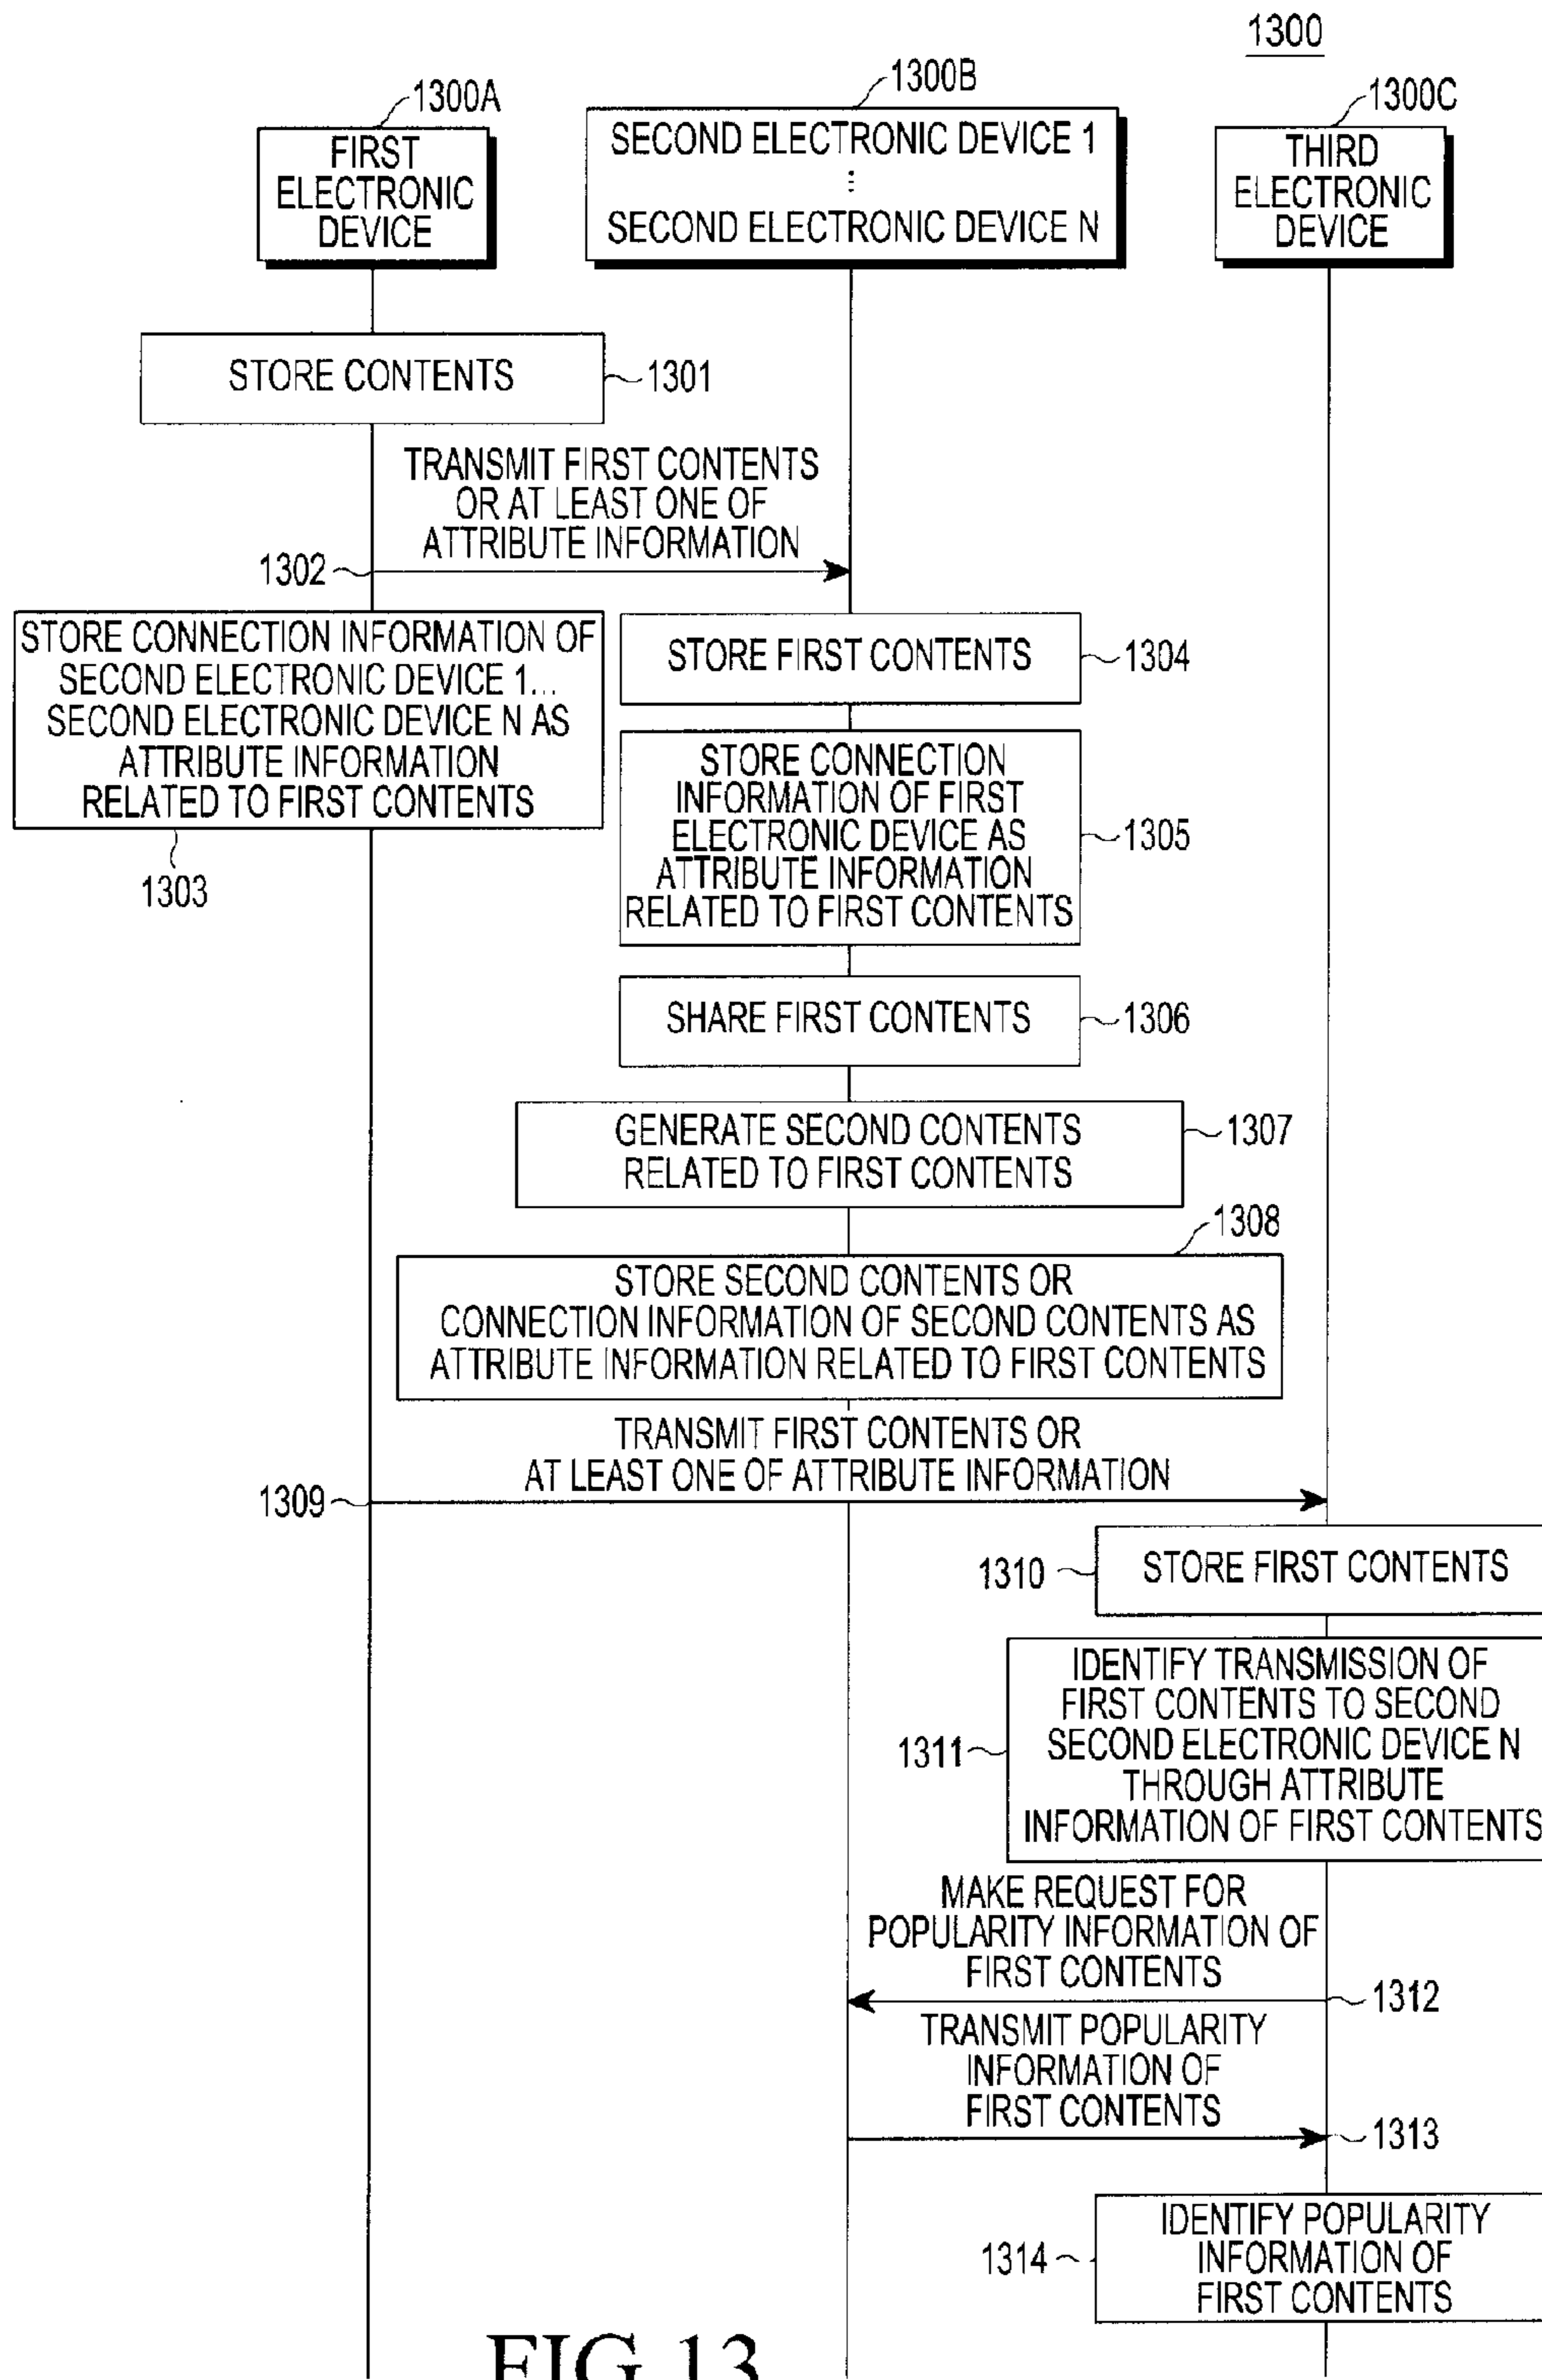 1300
1300A
1300B
1300C
FIRST
ELECTRONIC
DEVICE
SECOND ELECTRONIC DEVICE 1
⋮
SECOND ELECTRONIC DEVICE N
THIRD
ELECTRONIC
DEVICE
STORE CONTENTS
1301
TRANSMIT FIRST CONTENTS
OR AT LEAST ONE OF
ATTRIBUTE INFORMATION
1302
STORE CONNECTION INFORMATION OF
SECOND ELECTRONIC DEVICE 1...
SECOND ELECTRONIC DEVICE N AS
ATTRIBUTE INFORMATION
RELATED TO FIRST CONTENTS
1303
STORE FIRST CONTENTS
1304
STORE CONNECTION
INFORMATION OF FIRST
ELECTRONIC DEVICE AS
ATTRIBUTE INFORMATION
RELATED TO FIRST CONTENTS
1305
SHARE FIRST CONTENTS
1306
GENERATE SECOND CONTENTS
RELATED TO FIRST CONTENTS
1307
1308
STORE SECOND CONTENTS OR
CONNECTION INFORMATION OF SECOND CONTENTS AS
ATTRIBUTE INFORMATION RELATED TO FIRST CONTENTS
TRANSMIT FIRST CONTENTS OR
AT LEAST ONE OF ATTRIBUTE INFORMATION
1309
1310
STORE FIRST CONTENTS
1311
IDENTIFY TRANSMISSION OF
FIRST CONTENTS TO SECOND
SECOND ELECTRONIC DEVICE N
THROUGH ATTRIBUTE
INFORMATION OF FIRST CONTENTS
MAKE REQUEST FOR
POPULARITY INFORMATION OF
FIRST CONTENTS
1312
TRANSMIT POPULARITY
INFORMATION OF
FIRST CONTENTS
1313
1314
IDENTIFY POPULARITY
INFORMATION OF
FIRST CONTENTS
FIG.13